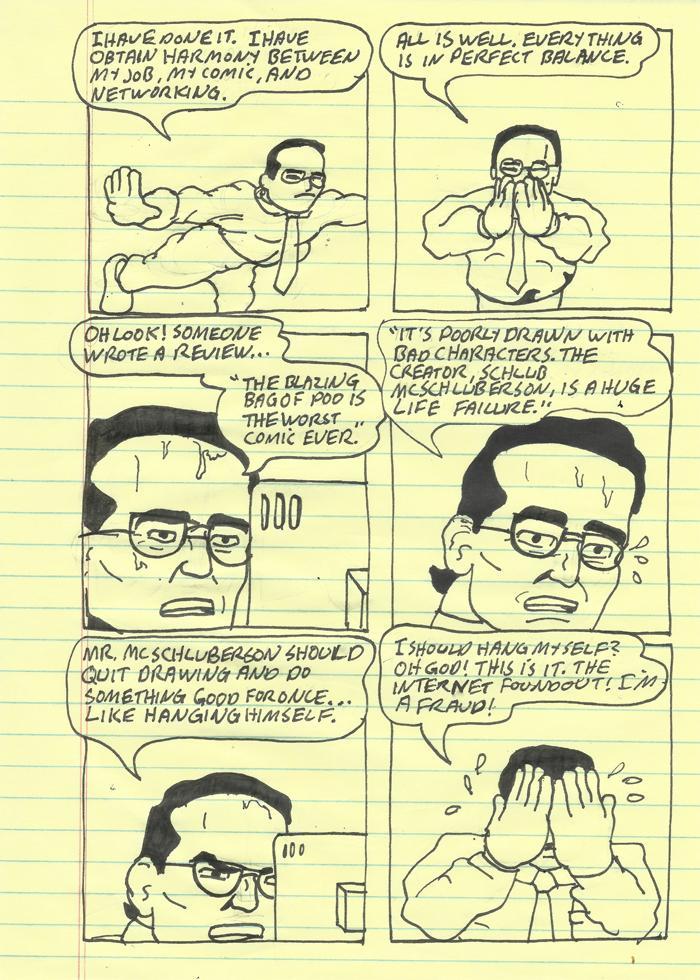 I HAVE DONE IT. I HAVE
OBTAIN HARMONY BETWEEN
MY JOB, MY COMIC, AND
NETWORKING.
ALL IS WELL. EVERYTHING
IS IN PERFECT BALANCE.
OH LOOK! SOMEONE
WROTE A REVIEW...
"THE BLAZING
BAG OF POO IS
THE WORST
COMIC EVER."
"IT'S POORLY DRAWN WITH
BAD CHARACTERS. THE
CREATOR, SCHLUB
MCSCHLUBERSON, IS A HUGE
LIFE FAILURE."
MR. MCSCHLUBERSON SHOULD
QUIT DRAWING AND DO
SOMETHING GOOD FOR ONCE...
LIKE HANGING HIMSELF.
I SHOULD HANG MYSELF?
OH GOD! THIS IS IT. THE
INTERNET FOUND OUT! I'M
A FRAUD!